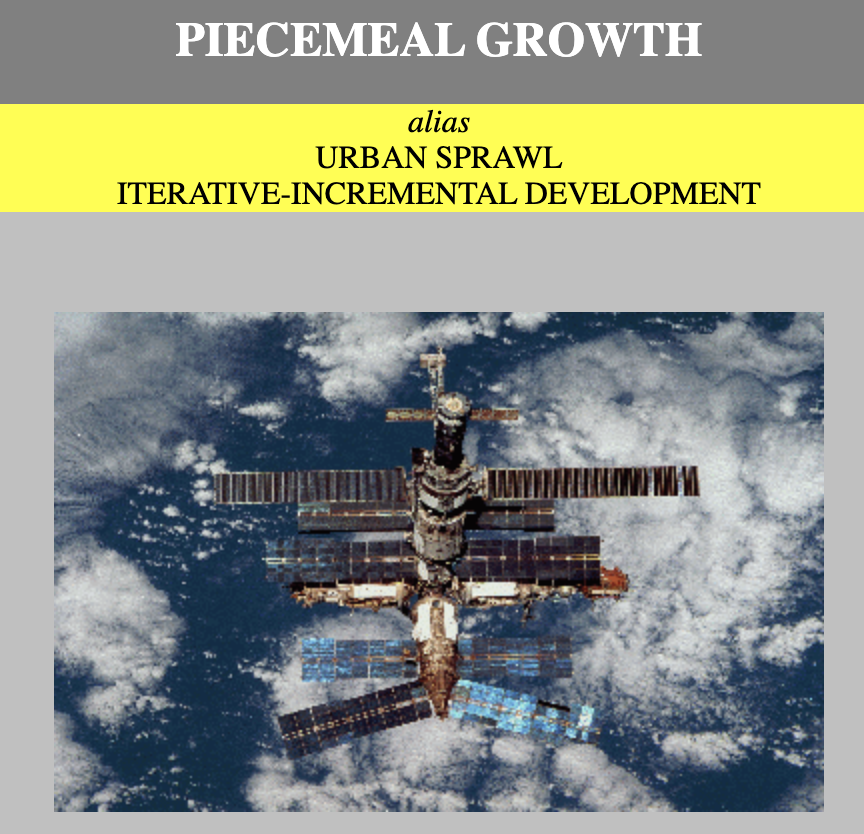 PIECEMEAL GROWTH
alias
URBAN SPRAWL
ITERATIVE-INCREMENTAL DEVELOPMENT